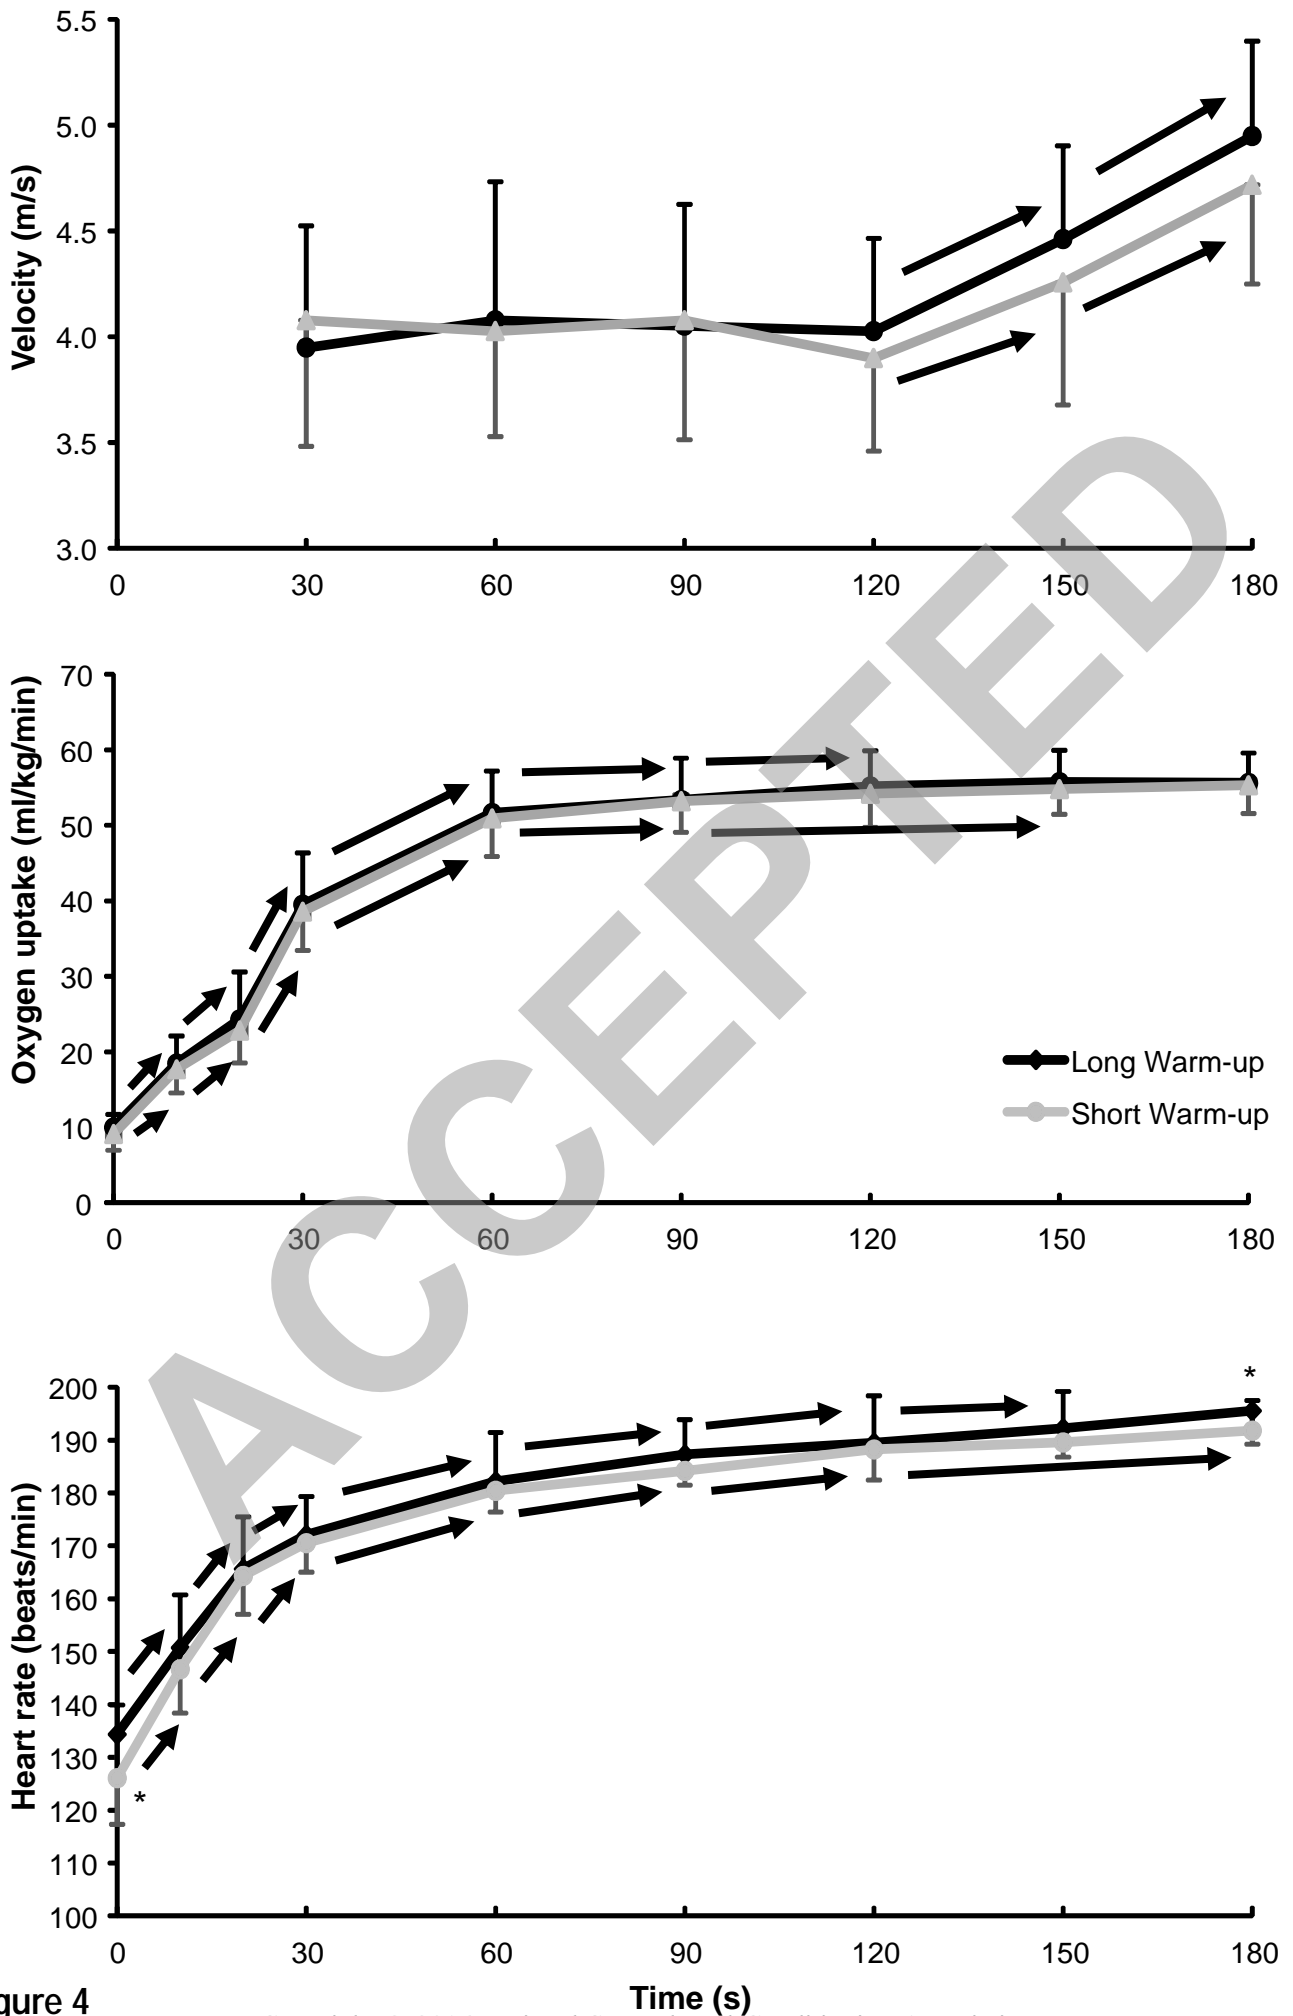 5.5
5.0
4.5
4.0
3.5
3.0
Velocity (m/s)
0 30 60 90 120 150 180
70
60
50
40
30
20
10
0
Oxygen uptake (ml/kg/min)
Long Warm-up
Short Warm-up
0 30 60 90 120 150 180
ACCEPTED
*
200
190
180
170
160
150
140
130
120
110
100
Heart rate (beats/min)
*
0 30 60 90 120 150 180
Time (s)
gure 4